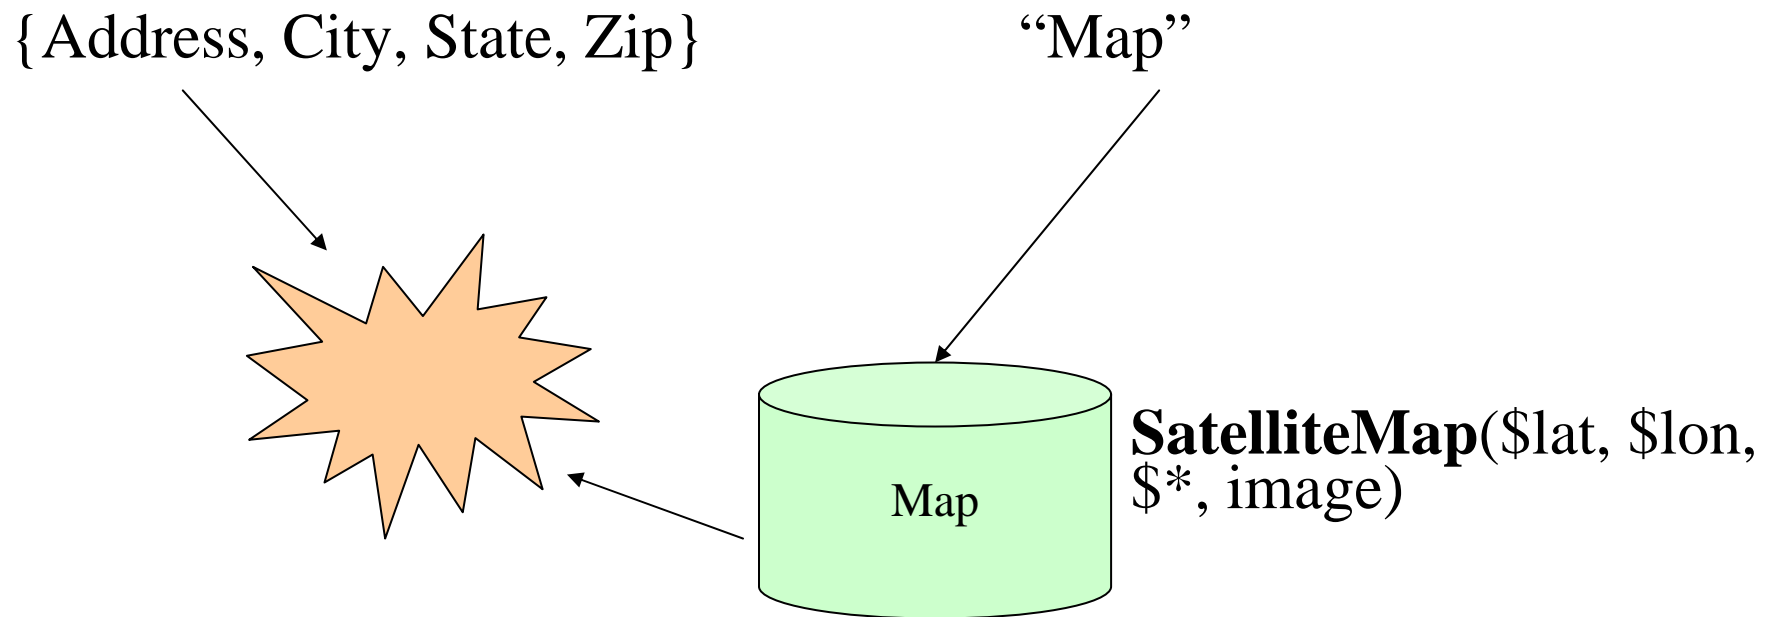 {Address, City, State, Zip}
“Map”
SatelliteMap($lat, $lon,
$*, image)
Map